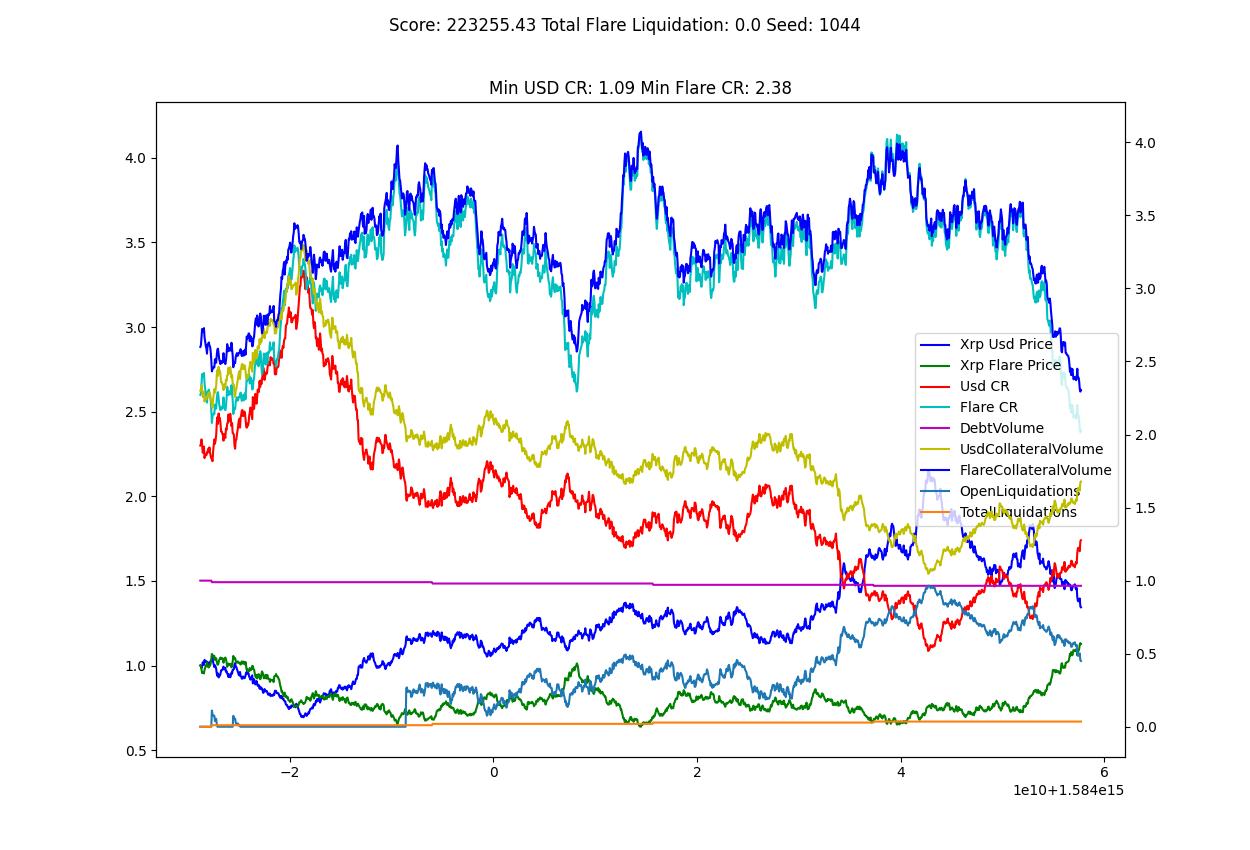 Score: 223255.43 Total Flare Liquidation: 0.0 Seed: 1044
Min USD CR: 1.09 Min Flare CR: 2.38
4.0
3.5
3.0
2.5
2.0
1.5
1.0
0.5
4.0
3.5
3.0
2.5
2.0
1.5
1.0
0.5
0.0
Xrp Usd Price
Xrp Flare Price
Usd CR
Flare CR
DebtVolume
UsdCollateralVolume
FlareCollateralVolume
OpenLiquidations
TotalLiquidations
−2 0 2 4 6
1e10+1.584e15